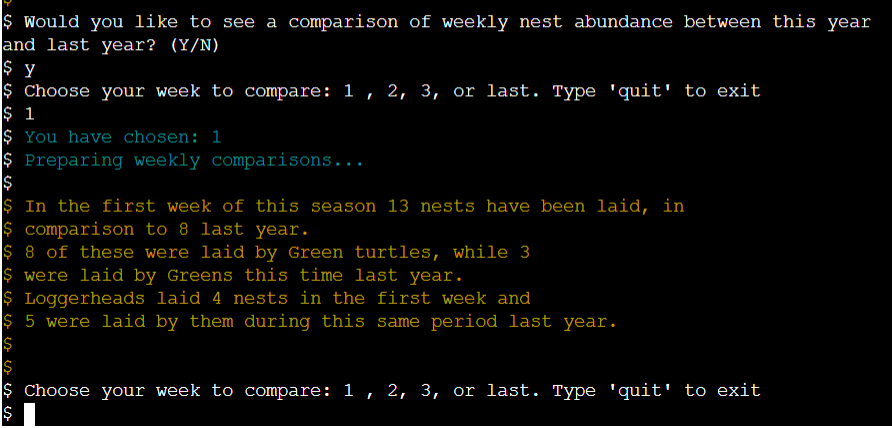 $ Would you like to see a comparison of weekly nest abundance between this year
and last year? (Y/N)
$ y
$ Choose your week to compare: 1 , 2, 3, or last. Type 'quit' to exit
$ 1
$ You have chosen: 1
$ Preparing weekly comparisons...
$
$ In the first week of this season 13 nests have been laid, in
$ comparison to 8 last year.
$ 8 of these were laid by Green turtles, while 3
$ were laid by Greens this time last year.
$ Loggerheads laid 4 nests in the first week and
$ 5 were laid by them during this same period last year.
$
$
$ Choose your week to compare: 1 , 2, 3, or last. Type 'quit' to exit
$